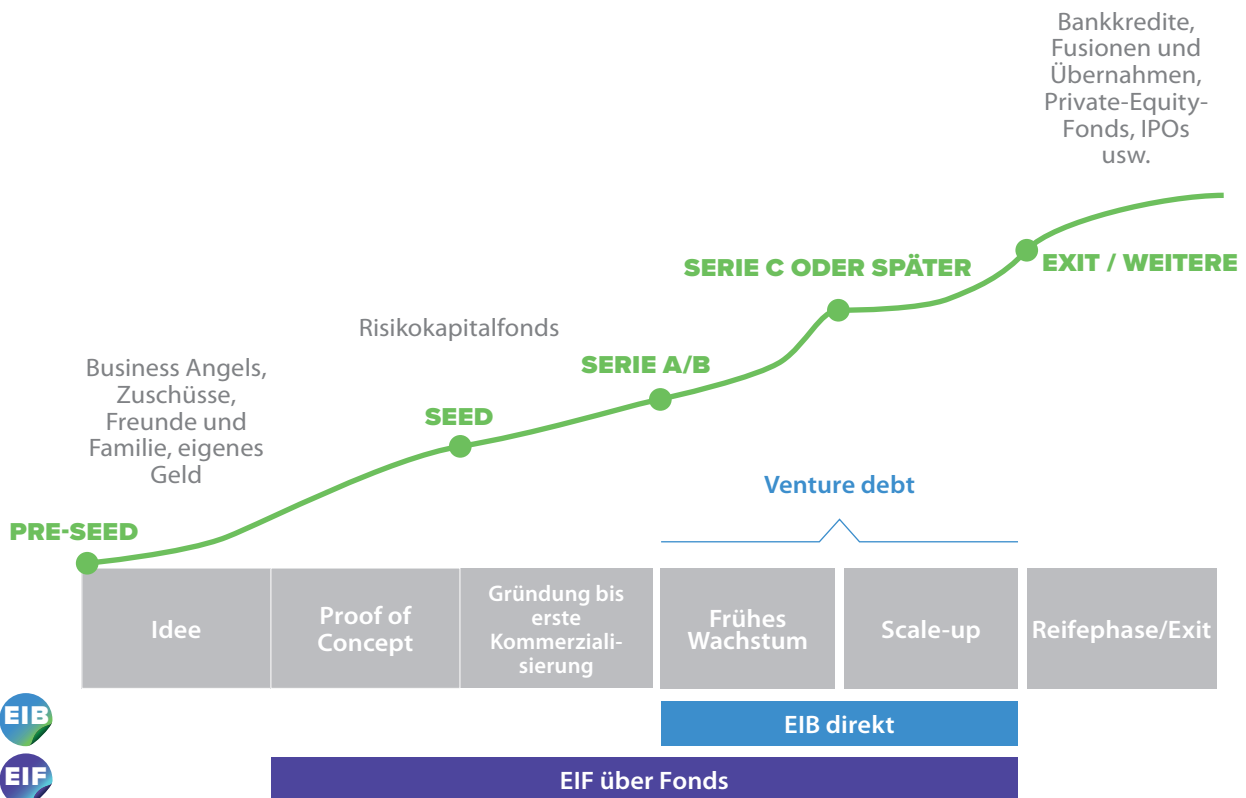 Bankkredite,
Fusionen und
Übernahmen,
Private-Equity-
Fonds, IPOs
usw.
EXIT / WEITERE
SERIE C ODER SPÄTER
Risikokapitalfonds
SERIE A/B
Business Angels,
Zuschüsse,
Freunde und
Familie, eigenes
Geld
SEED
Venture debt
PRE-SEED
Idee
Proof of
Concept
Gründung bis
erste
Kommerziali-
sierung
Frühes
Wachstum
Scale-up
Reifephase/Exit
EIB
EIB direkt
EIF
EIF über Fonds